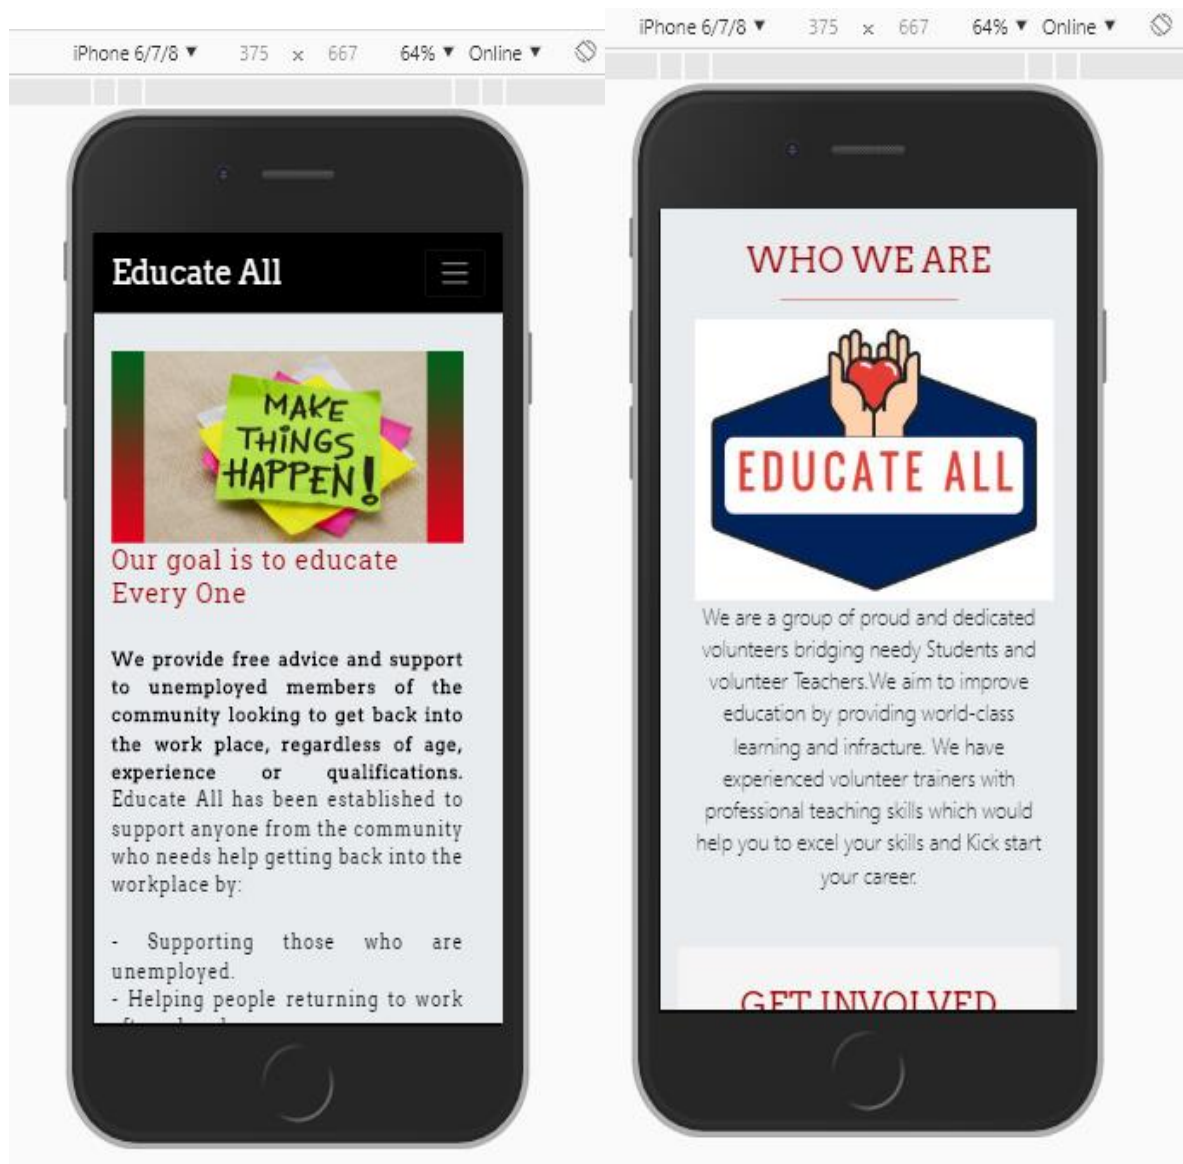 iPhone 6/7/8 ▼ 375 x 667 64% ▼ Online ▼
Educate All
MAKE
THINGS
HAPPEN!
Our goal is to educate
Every One
We provide free advice and support
to unemployed members of the
community looking to get back into
the work place, regardless of age,
experience or qualifications.
Educate All has been established to
support anyone from the community
who needs help getting back into the
workplace by:
- Supporting those who are
unemployed.
- Helping people returning to work
iPhone 6/7/8 ▼ 375 x 667 64% ▼ Online ▼
WHO WE ARE
EDUCATE ALL
We are a group of proud and dedicated
volunteers bridging needy Students and
volunteer Teachers.We aim to improve
education by providing world-class
learning and infracture. We have
experienced volunteer trainers with
professional teaching skills which would
help you to excel your skills and Kick start
your career.
GET INVOLVED